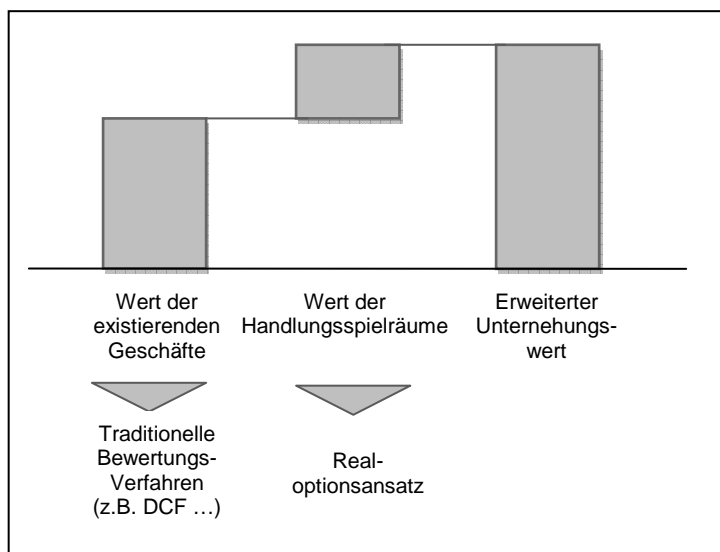 Wert der
existierenden
Geschäfte
Wert der
Handlungsspielräume
Erweiterter
Unternehungs-
wert
Traditionelle
Bewertungs-
Verfahren
(z.B. DCF …)
Real-
optionsansatz